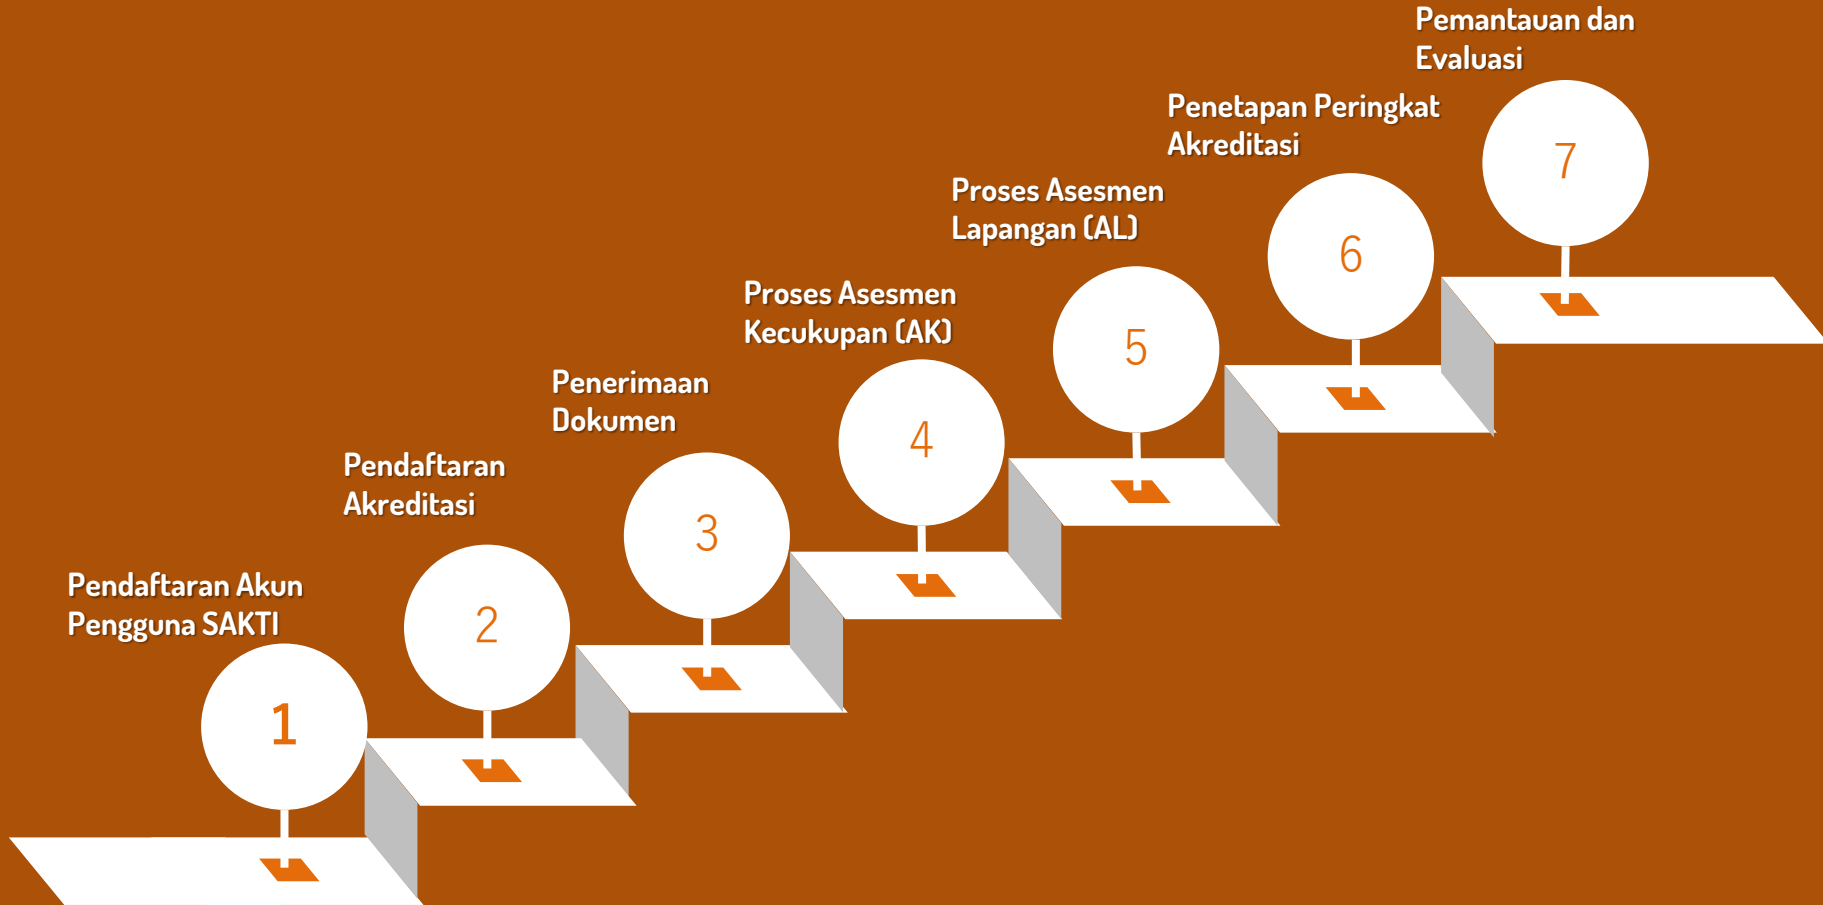 Pendaftaran Akun
Pengguna SAKTI
1
Pendaftaran
Akreditasi
2
Penerimaan
Dokumen
3
Proses Asesmen
Kecukupan (AK)
4
Proses Asesmen
Lapangan (AL)
5
Penetapan Peringkat
Akreditasi
6
Pemantauan dan
Evaluasi
7